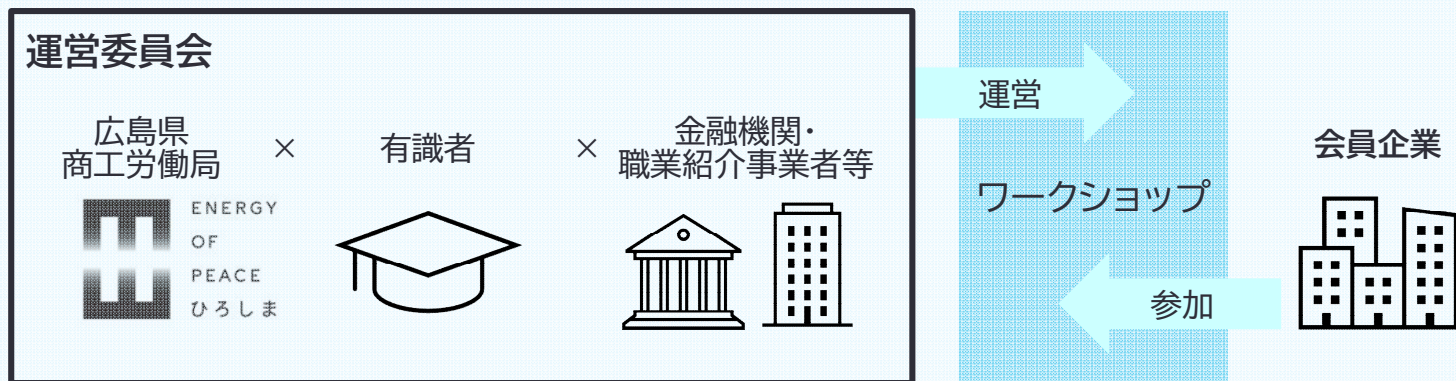 運営委員会
広島県
商工労働局
×
有識者
×
金融機関・
職業紹介事業者等
ENERGY
OF
PEACE
ひろしま
運営
ワークショップ
参加
会員企業